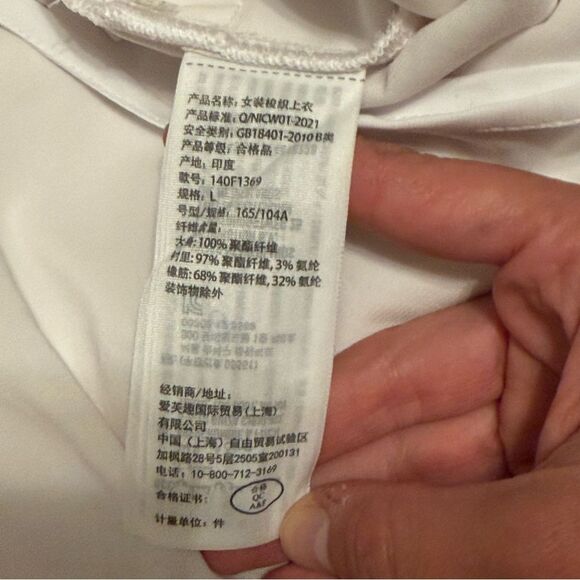 产品名称: 女装梭织上衣
产品标准: Q/NICW01-2021
安全类别: GB18401-2010 B类
产品等级: 合格品
产地: 印度
款号: 140F1369
规格: L
号型/规格: 165/104A
纤维含量:
大身: 100% 聚酯纤维
衬里: 97% 聚酯纤维, 3% 氨纶
橡筋: 68% 聚酯纤维, 32% 氨纶
装饰物除外
经销商/地址:
爱芙趣国际贸易(上海)
有限公司
中国（上海）自由贸易试验区
加枫路28号5层2505室200131
电话: 10-800-712-3169
合格证书:
合格
QC
A&F
计量单位: 件